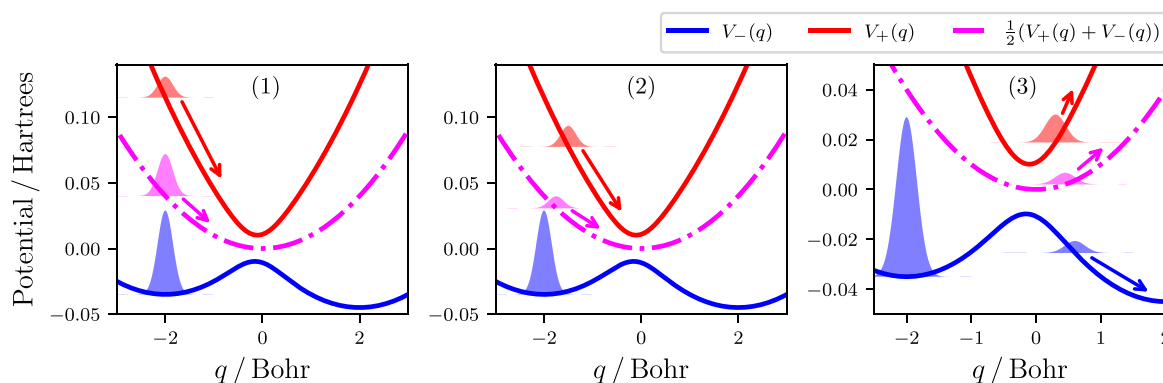 V₋(q) V₊(q) ½(V₊(q) + V₋(q))
Potential / Hartrees
(1) (2) (3)
0.10 0.10 0.04
0.05 0.05 0.02
0.00 0.00 0.00
−0.02
−0.05 −0.05 −0.04
−2 0 2 −2 0 2 −2 0 1 2
q / Bohr q / Bohr q / Bohr